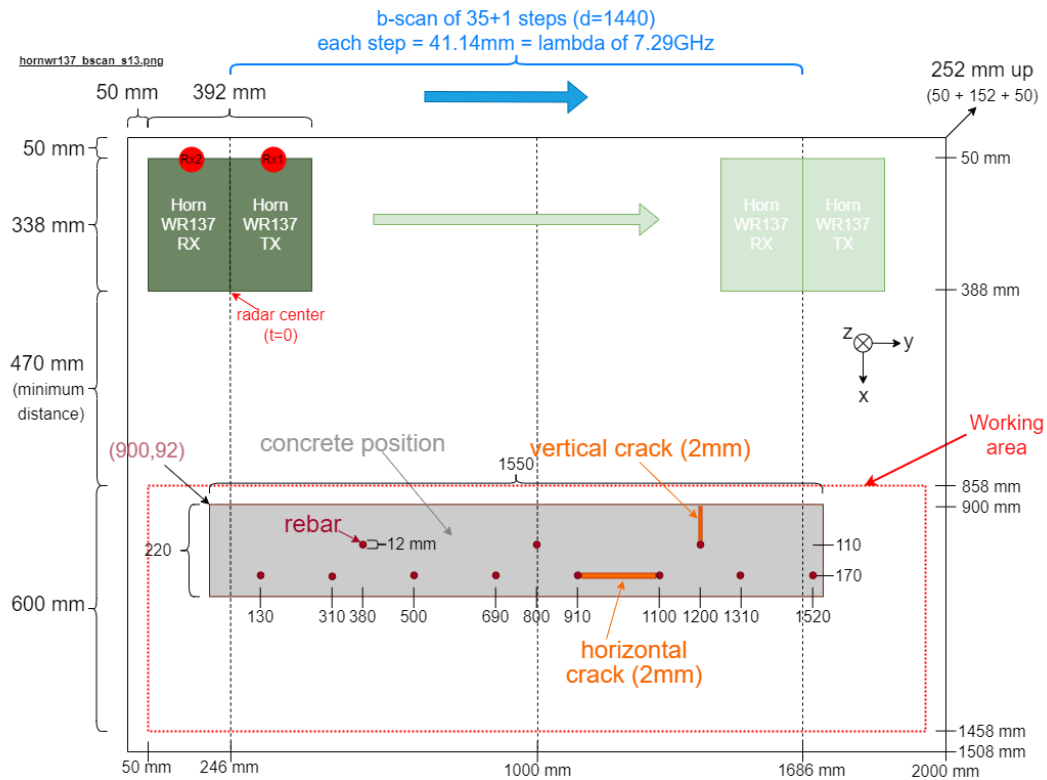 b-scan of 35+1 steps (d=1440)
each step = 41.14mm = lambda of 7.29GHz
hornwr137_bscan_s13.png
50 mm
392 mm
252 mm up
(50 + 152 + 50)
50 mm
Rx2
Rx1
50 mm
Horn
WR137
RX
Horn
WR137
TX
Horn
WR137
RX
Horn
WR137
TX
338 mm
388 mm
radar center
(t=0)
z
y
x
470 mm
(minimum
distance)
Working
area
(900,92)
concrete position
vertical crack (2mm)
1550
858 mm
900 mm
rebar
12 mm
220
110
170
600 mm
130
310
380
500
690
800
910
1100
1200
1310
1520
horizontal
crack (2mm)
1458 mm
1508 mm
50 mm
246 mm
1000 mm
1686 mm
2000 mm